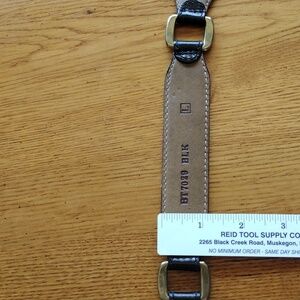 L
BT7029 BLK
1 2 3
REID TOOL SUPPLY CO
2265 Black Creek Road, Muskegon,
NO MINIMUM ORDER - SAME DAY SHI